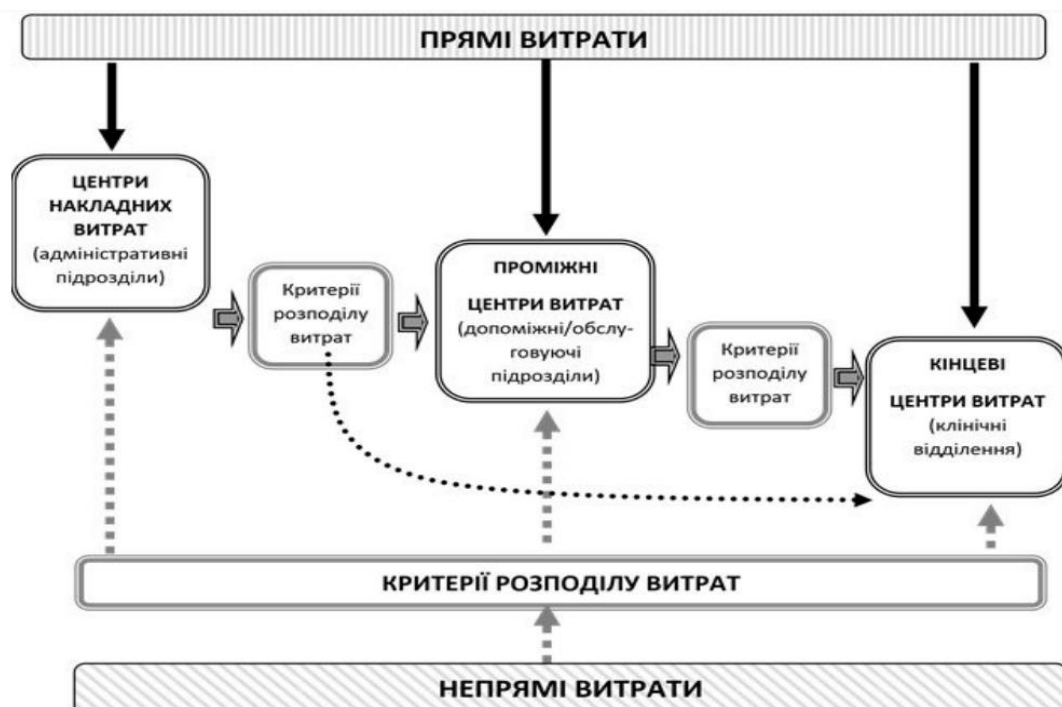 ПРЯМІ ВИТРАТИ
ЦЕНТРИ
НАКЛАДНИХ
ВИТРАТ
(адміністративні
підрозділи)
Критерії
розподілу
витрат
ПРОМІЖНІ
ЦЕНТРИ ВИТРАТ
(допоміжні/обслу-
говуючі
підрозділи)
Критерії
розподілу
витрат
КІНЦЕВІ
ЦЕНТРИ ВИТРАТ
(клінічні
відділення)
КРИТЕРІЇ РОЗПОДІЛУ ВИТРАТ
НЕПРЯМІ ВИТРАТИ